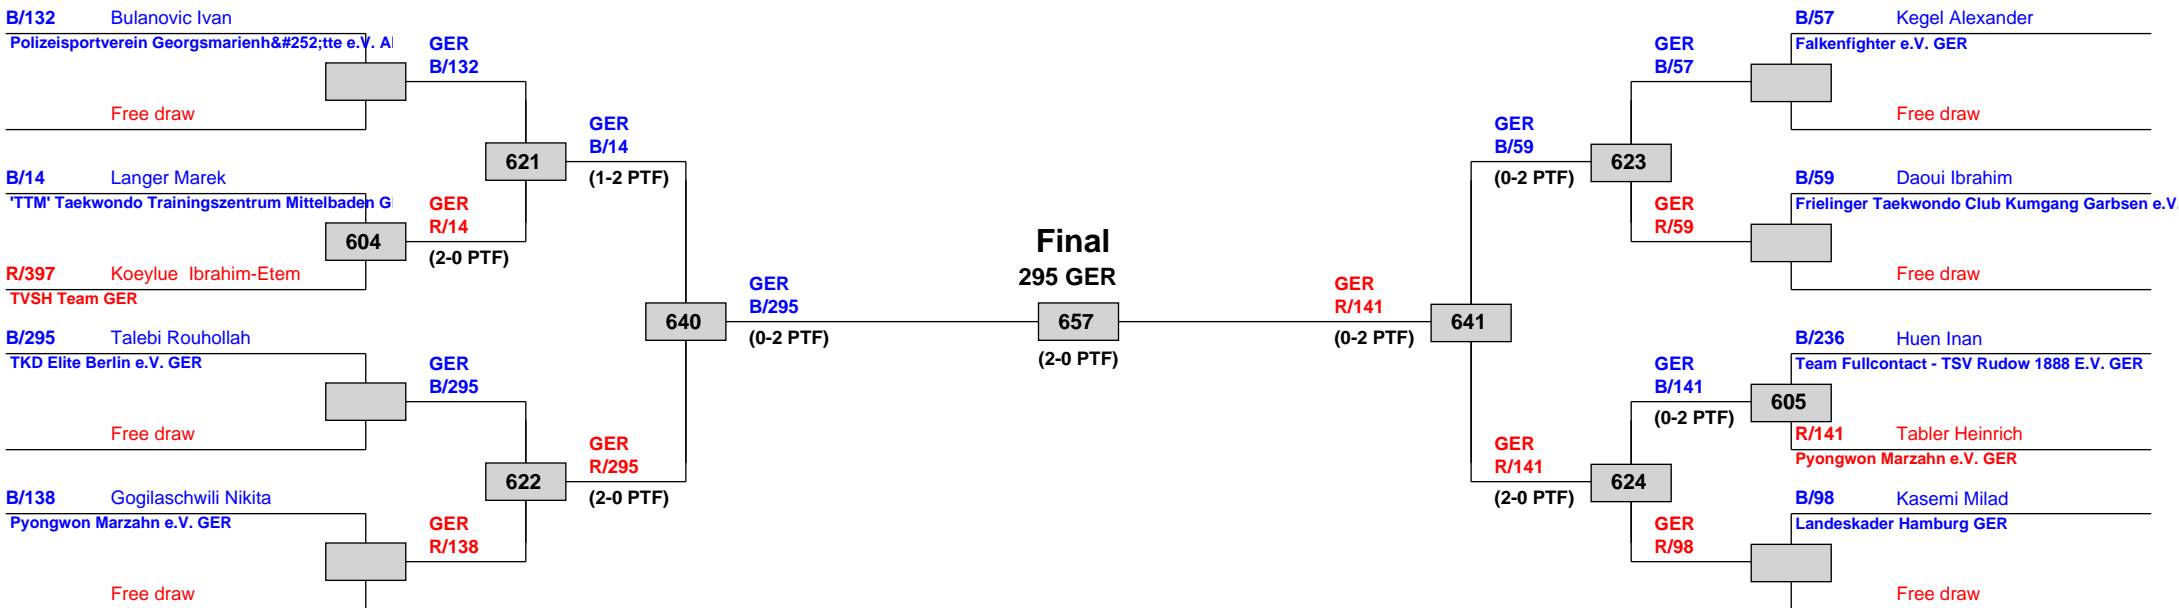 B/132 Bulanovic Ivan
Polizeisportverein Georgsmarienh&#252;tte e.V. Al
Free draw
B/14 Langer Marek
'TTM' Taekwondo Trainingszentrum Mittelbaden G
604
R/397 Koeylue Ibrahim-Etem
TVSH Team GER
B/295 Talebi Rouhollah
TKD Elite Berlin e.V. GER
Free draw
B/138 Gogilaschwili Nikita
Pyongwon Marzahn e.V. GER
Free draw
GER
B/132
621
GER
R/14
(2-0 PTF)
GER
B/295
622
GER
R/138
GER
B/14
(1-2 PTF)
640
GER
R/295
(2-0 PTF)
GER
B/295
(0-2 PTF)
Final
295 GER
657
(2-0 PTF)
GER
R/141
(0-2 PTF)
641
GER
B/59
(0-2 PTF)
GER
R/141
(2-0 PTF)
GER
B/57
623
GER
R/59
GER
B/141
(0-2 PTF)
624
GER
R/98
B/57 Kegel Alexander
Falkenfighter e.V. GER
Free draw
B/59 Daoui Ibrahim
Frielinger Taekwondo Club Kumgang Garbsen e.V.
Free draw
B/236 Huen Inan
Team Fullcontact - TSV Rudow 1888 E.V. GER
605
R/141 Tabler Heinrich
Pyongwon Marzahn e.V. GER
B/98 Kasemi Milad
Landeskader Hamburg GER
Free draw